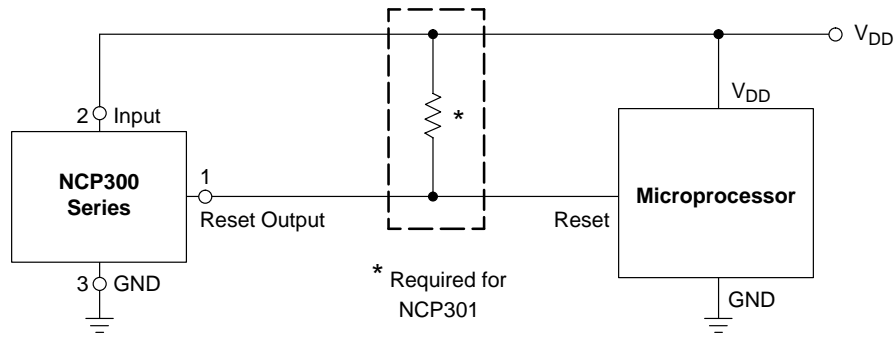 V_DD
2 Input
*
V_DD
NCP300
Series
1
Reset Output
Reset
Microprocessor
3 GND
* Required for
NCP301
GND